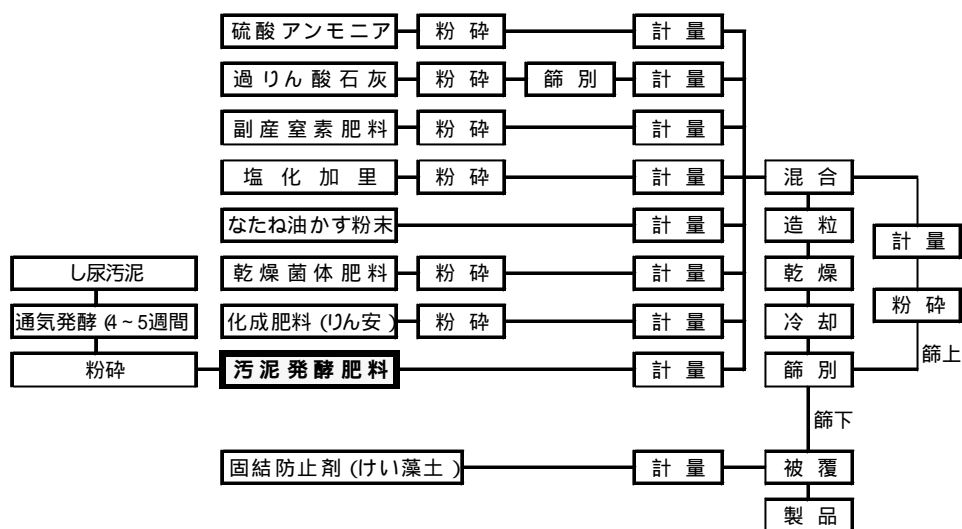 硫酸アンモニア 粉砕 計量
過りん酸石灰 粉砕 篩別 計量
副産窒素肥料 粉砕 計量
塩化加里 粉砕 計量 混合
なたね油かす粉末 計量 造粒 計量
し尿汚泥 乾燥菌体肥料 粉砕 計量 乾燥
通気発酵(4~5週間 化成肥料(りん安) 粉砕 計量 冷却 粉砕
粉砕 汚泥発酵肥料 計量 篩別 篩上
篩下
固結防止剤(けい藻土) 計量 被覆
製品